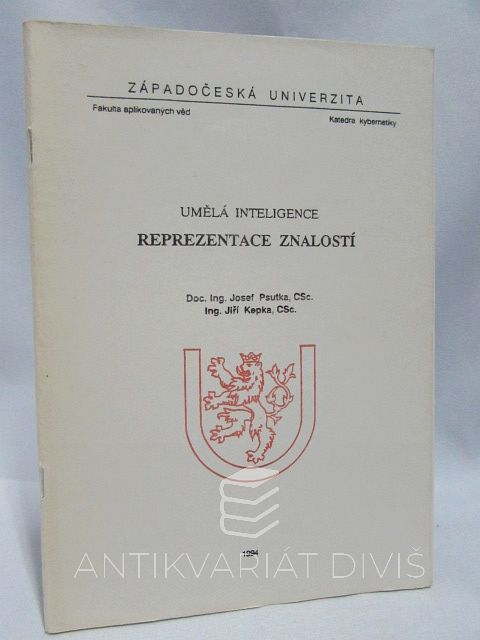 ZÁPADOČESKÁ UNIVERZITA
Fakulta aplikovaných věd
Katedra kybernetiky
UMĚLÁ INTELIGENCE
REPREZENTACE ZNALOSTÍ
Doc. Ing. Josef Psutka, CSc.
Ing. Jiří Kepka, CSc.
1994
ANTIKVARIÁT DIVIŠ